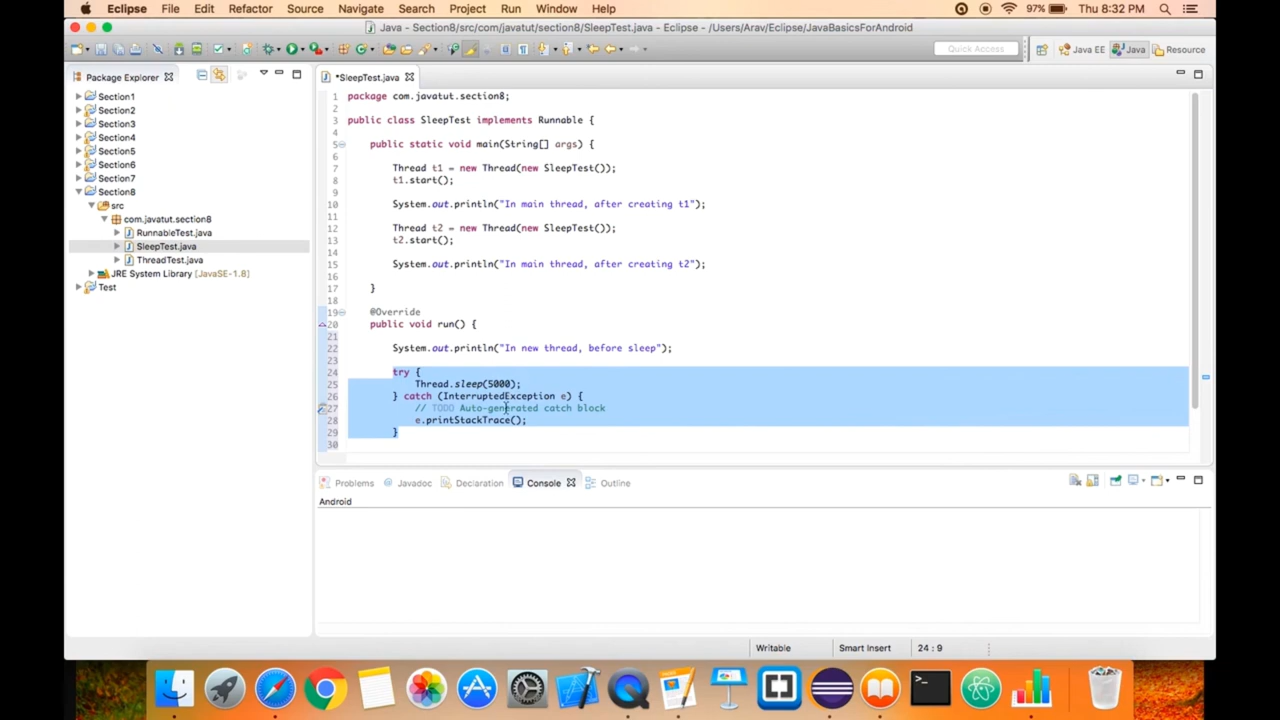 Eclipse File Edit Refactor Source Navigate Search Project Run Window Help 97% Thu 8:32 PM
Java - Section8/src/com/javatut/section8/SleepTest.java - Eclipse - /Users/Arav/Eclipse/JavaBasicsForAndroid
Quick Access Java EE Java Resource
Package Explorer
Section1
Section2
Section3
Section4
Section5
Section6
Section7
Section8
src
com.javatut.section8
RunnableTest.java
SleepTest.java
ThreadTest.java
JRE System Library [JavaSE-1.8]
Test
*SleepTest.java
1 package com.javatut.section8;
2
3 public class SleepTest implements Runnable {
4
5 public static void main(String[] args) {
6
7 Thread t1 = new Thread(new SleepTest());
8 t1.start();
9
10 System.out.println("In main thread, after creating t1");
11
12 Thread t2 = new Thread(new SleepTest());
13 t2.start();
14
15 System.out.println("In main thread, after creating t2");
16
17 }
18
19 @Override
20 public void run() {
21
22 System.out.println("In new thread, before sleep");
23
24 try {
25 Thread.sleep(5000);
26 } catch (InterruptedException e) {
27 // TODO Auto-generated catch block
28 e.printStackTrace();
29 }
30
Problems Javadoc Declaration Console Outline
Android
Writable Smart Insert 24 : 9